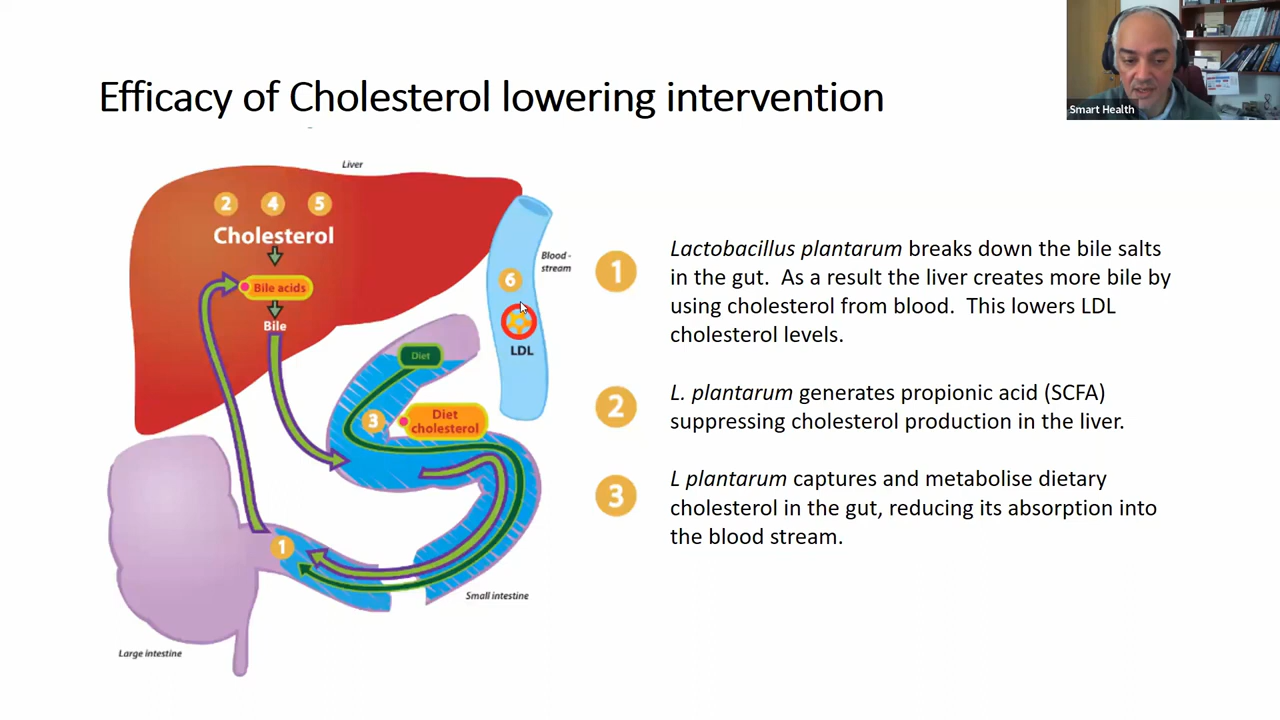 Smart Health
Efficacy of Cholesterol lowering intervention
Liver
2 4 5
Cholesterol
Bile acids
Bile
Blood-
stream
6
LDL
Diet
3
Diet
cholesterol
1
Small intestine
Large intestine
1
Lactobacillus plantarum breaks down the bile salts
in the gut. As a result the liver creates more bile by
using cholesterol from blood. This lowers LDL
cholesterol levels.
2
L. plantarum generates propionic acid (SCFA)
suppressing cholesterol production in the liver.
3
L plantarum captures and metabolise dietary
cholesterol in the gut, reducing its absorption into
the blood stream.